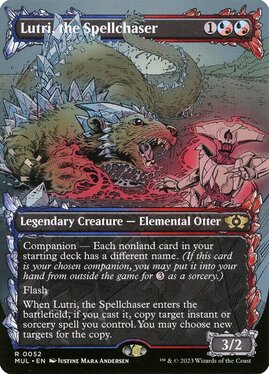 Lutri, the Spellchaser 1
Legendary Creature — Elemental Otter
Companion — Each nonland card in your
starting deck has a different name. (If this card
is your chosen companion, you may put it into your
hand from outside the game for 3 as a sorcery.)
Flash
When Lutri, the Spellchaser enters the
battlefield, if you cast it, copy target instant or
sorcery spell you control. You may choose
new targets for the copy.
3/2
R 0052
MUL • EN JUSTINE MARA ANDERSEN
™ & © 2023 Wizards of the Coast